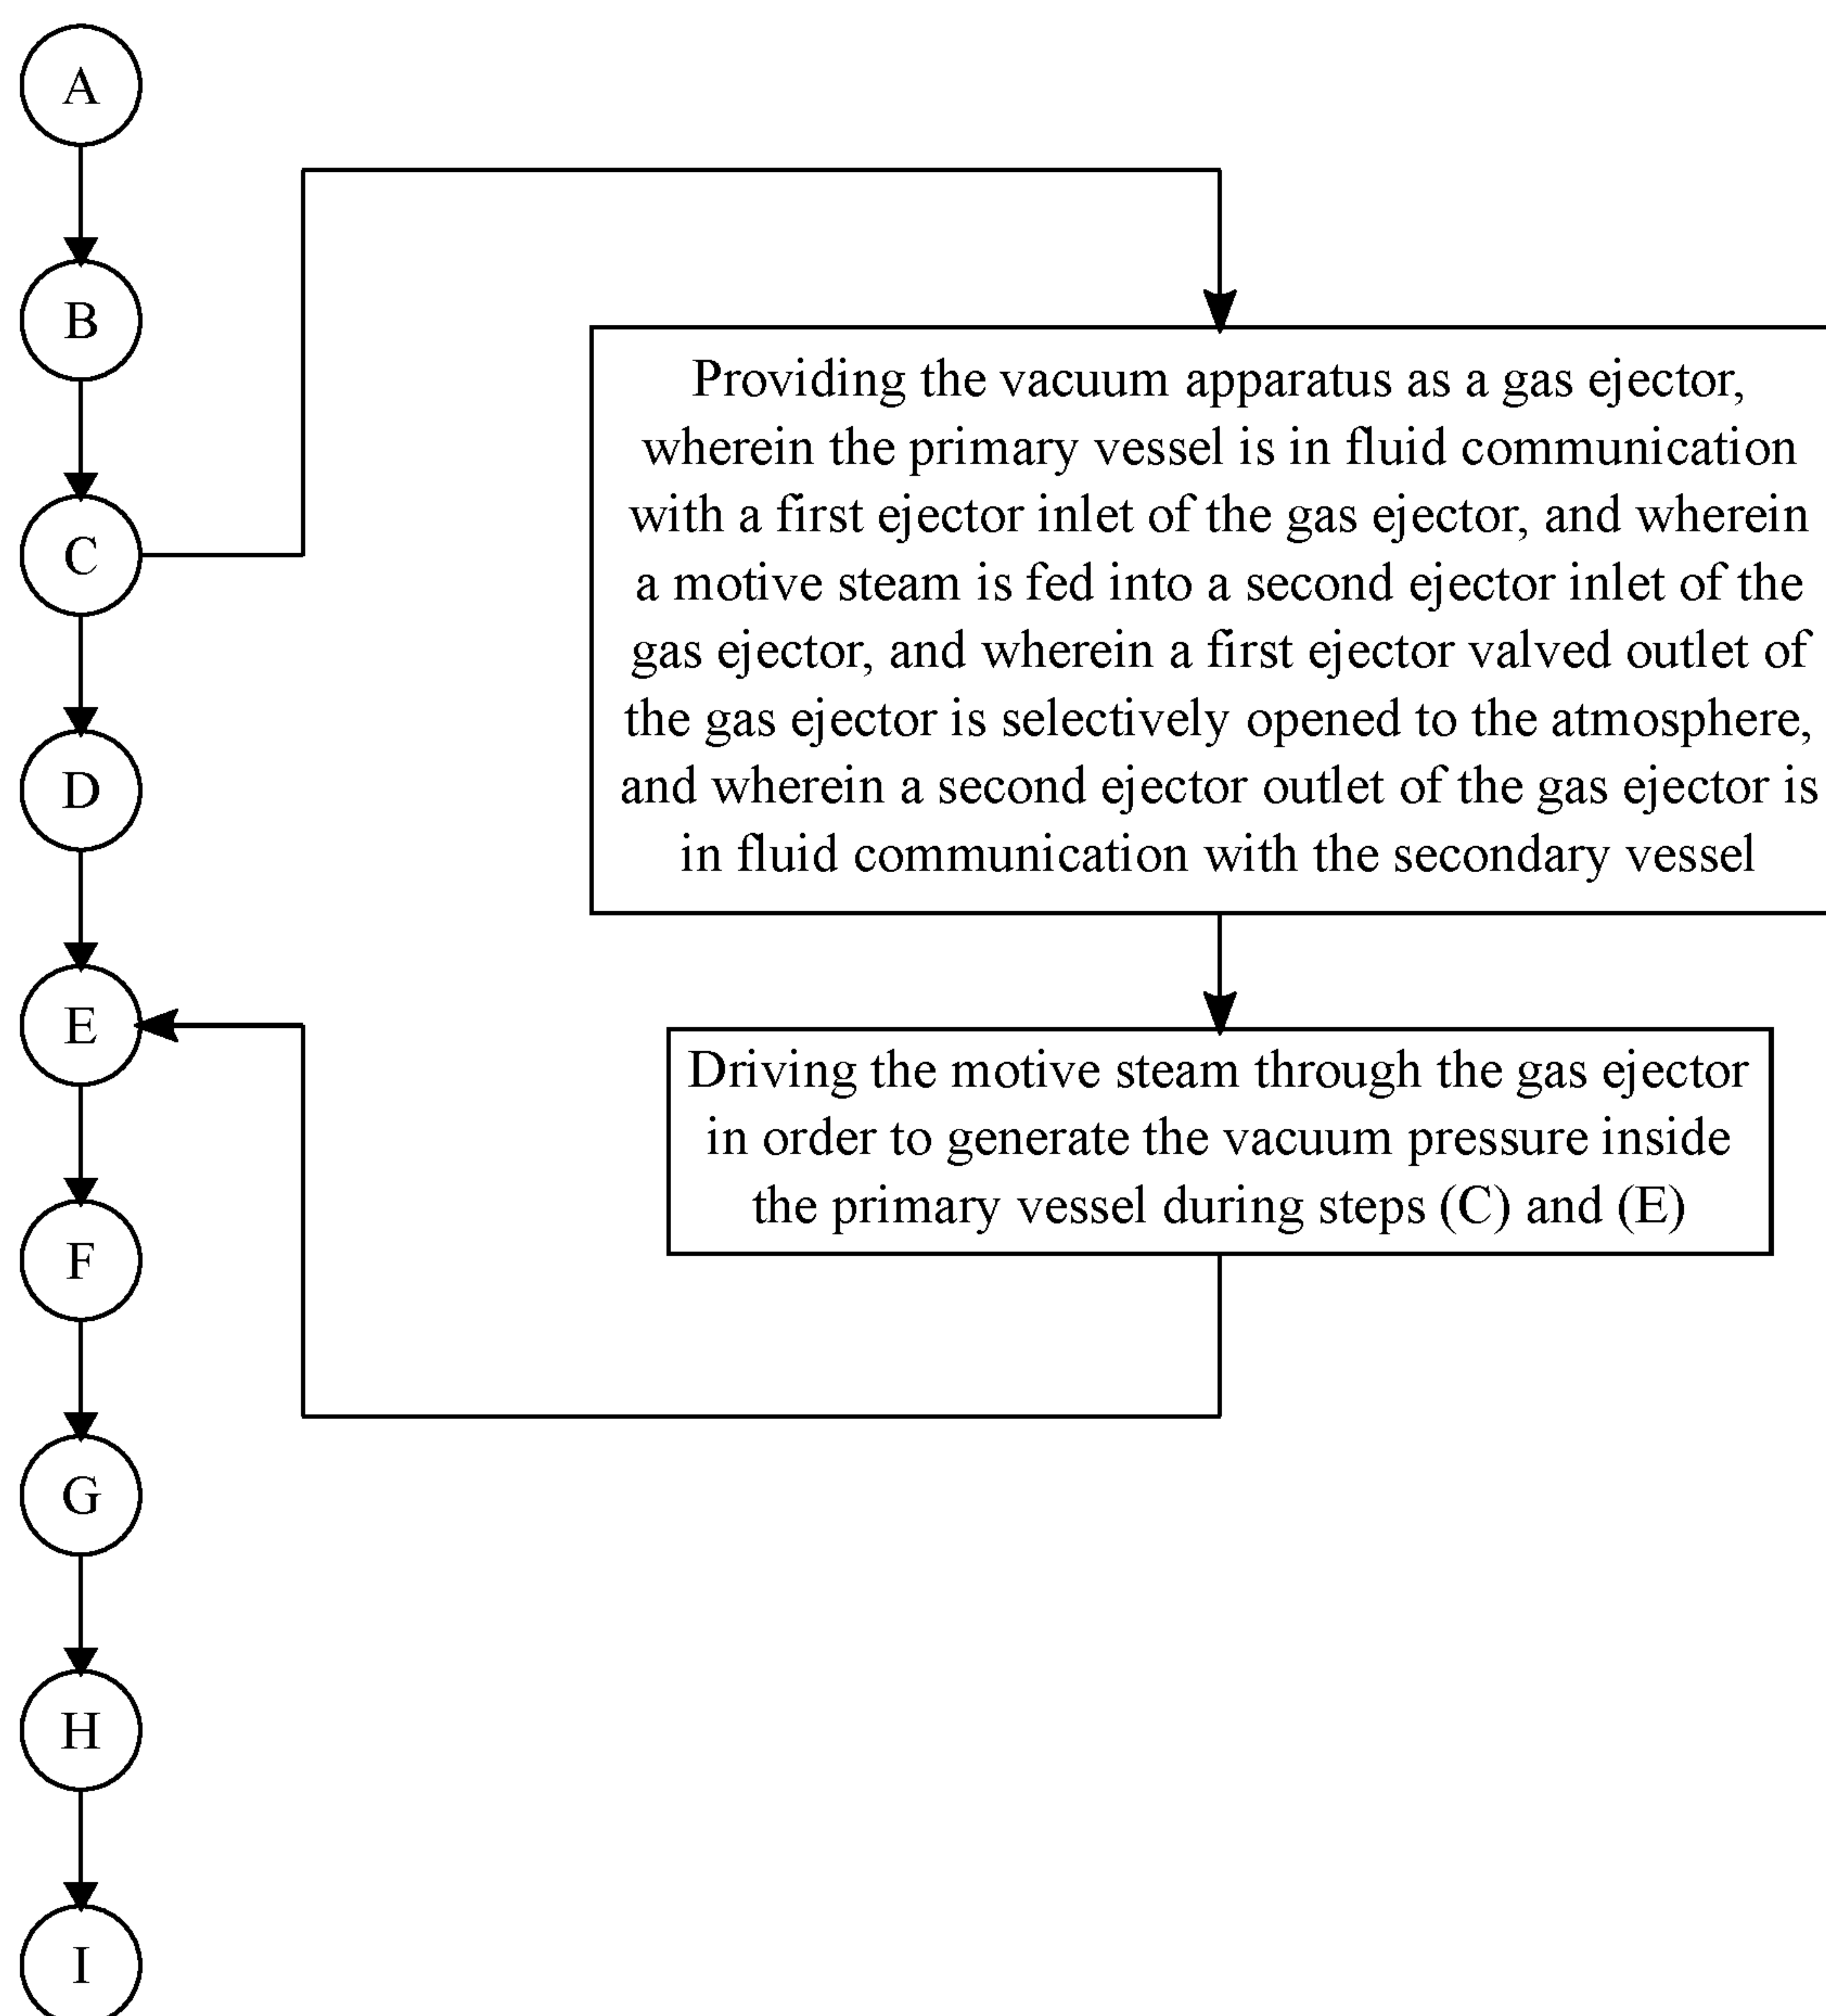 A
B
C
D
E
F
G
H
I
Providing the vacuum apparatus as a gas ejector,
wherein the primary vessel is in fluid communication
with a first ejector inlet of the gas ejector, and wherein
a motive steam is fed into a second ejector inlet of the
gas ejector, and wherein a first ejector valved outlet of
the gas ejector is selectively opened to the atmosphere,
and wherein a second ejector outlet of the gas ejector is
in fluid communication with the secondary vessel
Driving the motive steam through the gas ejector
in order to generate the vacuum pressure inside
the primary vessel during steps (C) and (E)